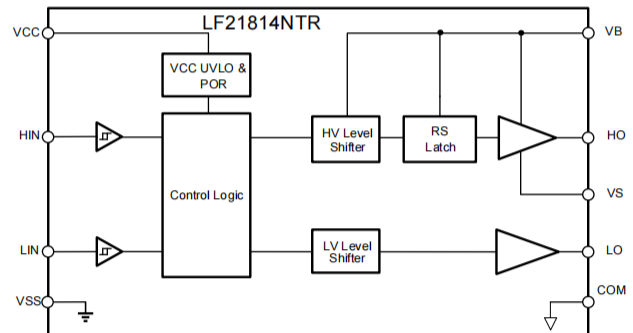 LF21814NTR
VCC
VB
VCC UVLO &
POR
HIN
HV Level
Shifter
RS
Latch
HO
Control Logic
VS
LIN
LV Level
Shifter
LO
VSS
COM